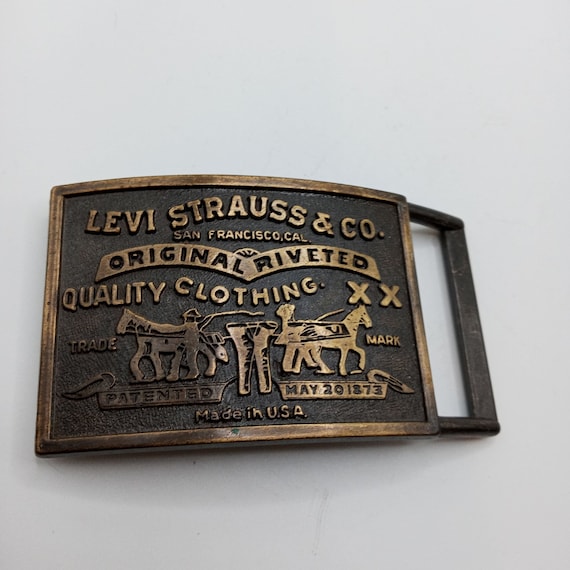 LEVI STRAUSS & CO.
SAN FRANCISCO, CAL.
ORIGINAL RIVETED
QUALITY CLOTHING. XX
TRADE MARK
PATENTED MAY 20 1873
Made in U.S.A.